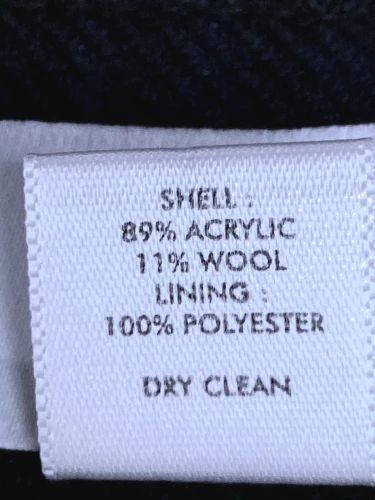 SHELL :
89% ACRYLIC
11% WOOL
LINING :
100% POLYESTER
DRY CLEAN